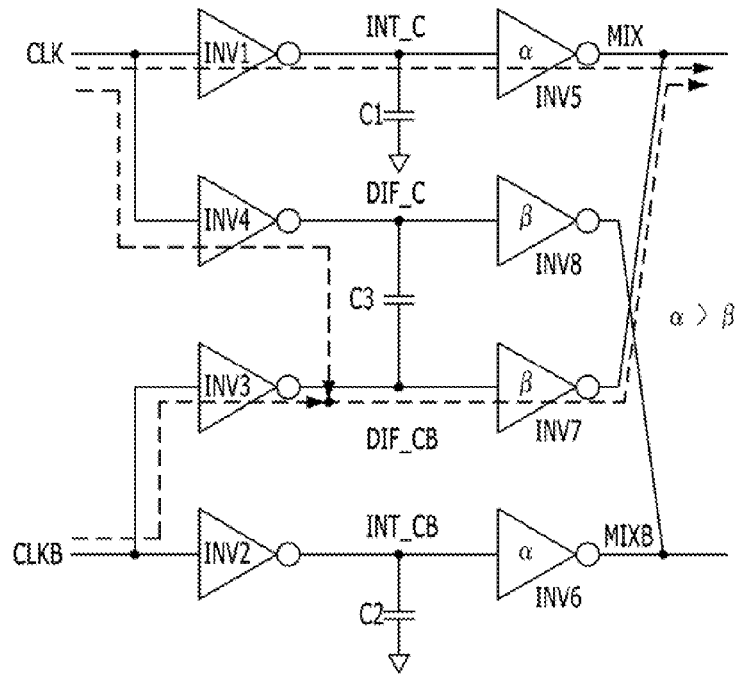 INT_C
MIX
CLK
INV1
α
INV5
C1
DIF_C
INV4
β
INV8
C3
α > β
INV3
β
INV7
DIF_CB
INT_CB
MIXB
CLKB
INV2
α
INV6
C2